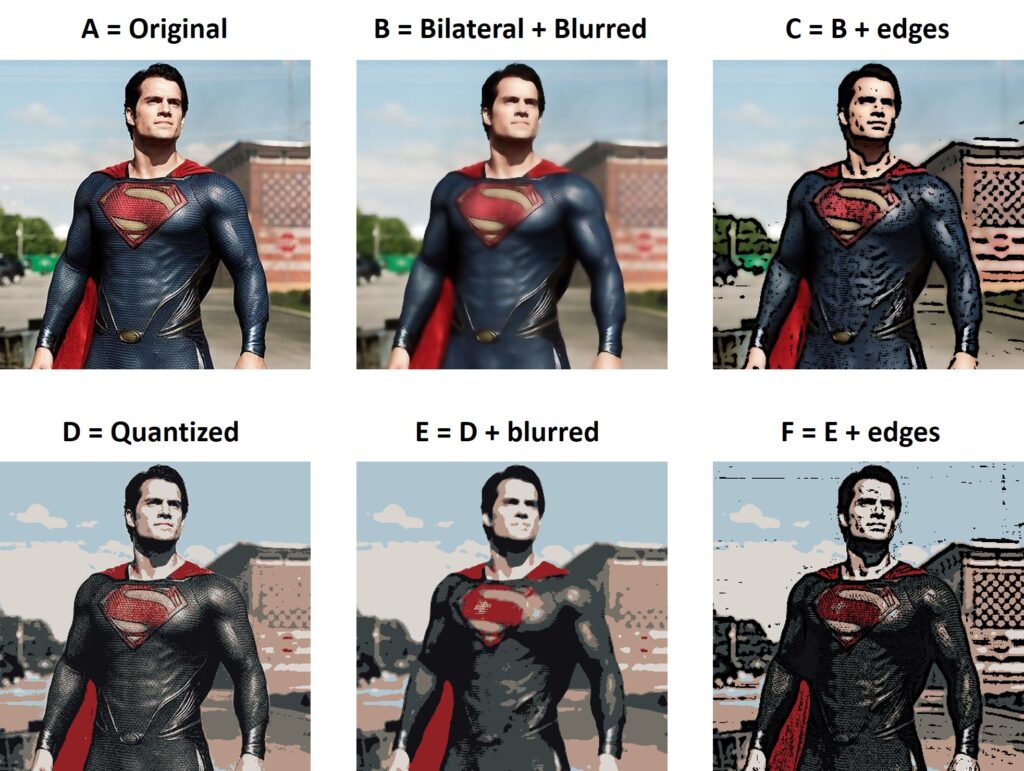 A = Original
B = Bilateral + Blurred
C = B + edges
D = Quantized
E = D + blurred
F = E + edges